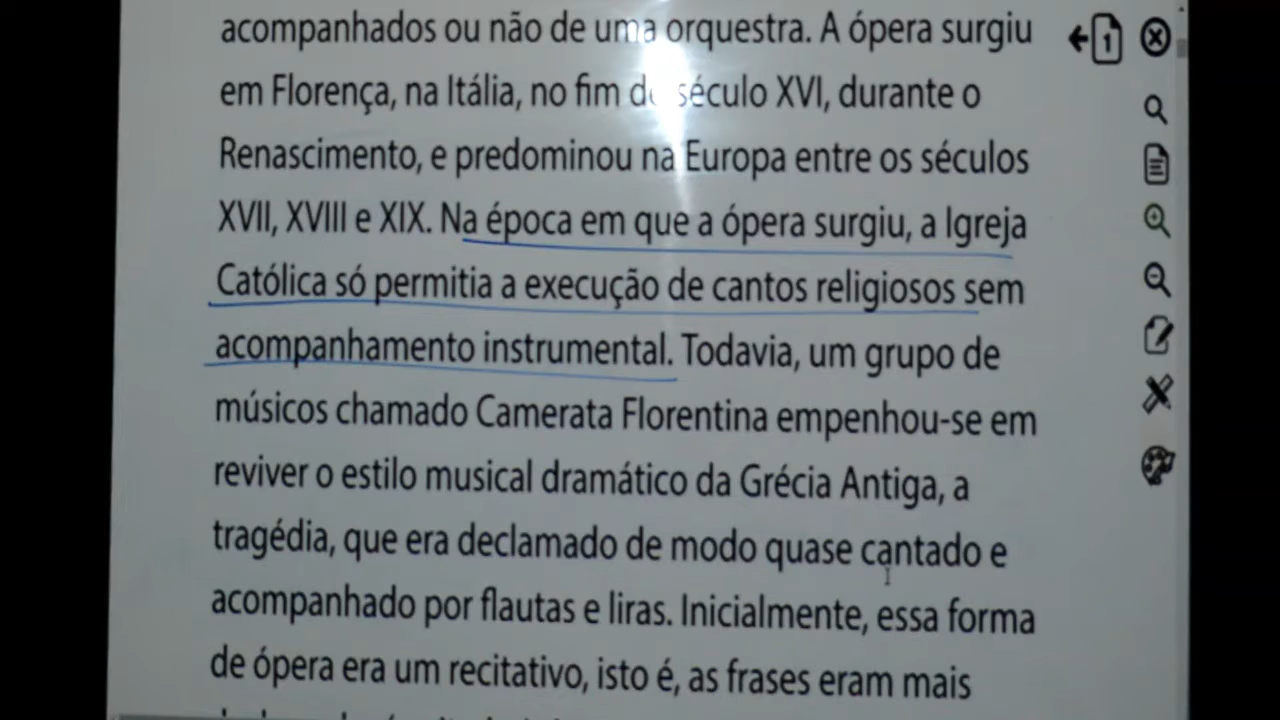 acompanhados ou não de uma orquestra. A ópera surgiu
em Florença, na Itália, no fim do século XVI, durante o
Renascimento, e predominou na Europa entre os séculos
XVII, XVIII e XIX. Na época em que a ópera surgiu, a Igreja
Católica só permitia a execução de cantos religiosos sem
acompanhamento instrumental. Todavia, um grupo de
músicos chamado Camerata Florentina empenhou-se em
reviver o estilo musical dramático da Grécia Antiga, a
tragédia, que era declamado de modo quase cantado e
acompanhado por flautas e liras. Inicialmente, essa forma
de ópera era um recitativo, isto é, as frases eram mais
1